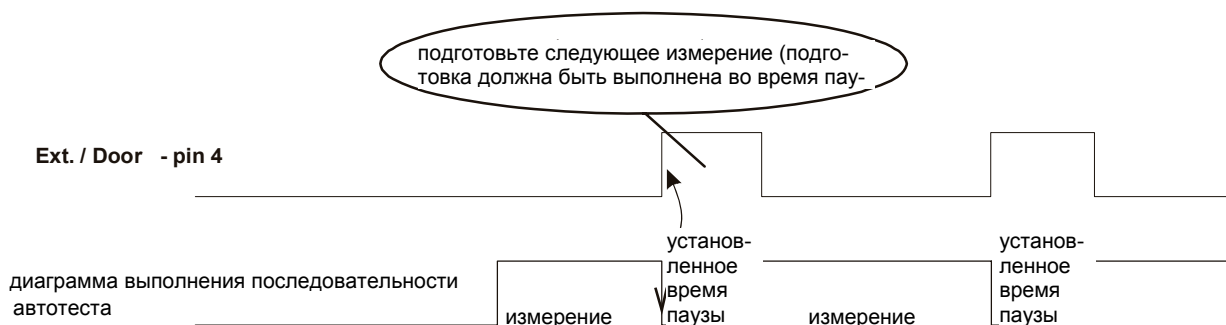 подготовьте следующее измерение (подго-
товка должна быть выполнена во время пау-
Ext. / Door - pin 4
установ-
ленное
время
паузы
установ-
ленное
время
паузы
диаграмма выполнения последовательности
автотеста
измерение
измерение